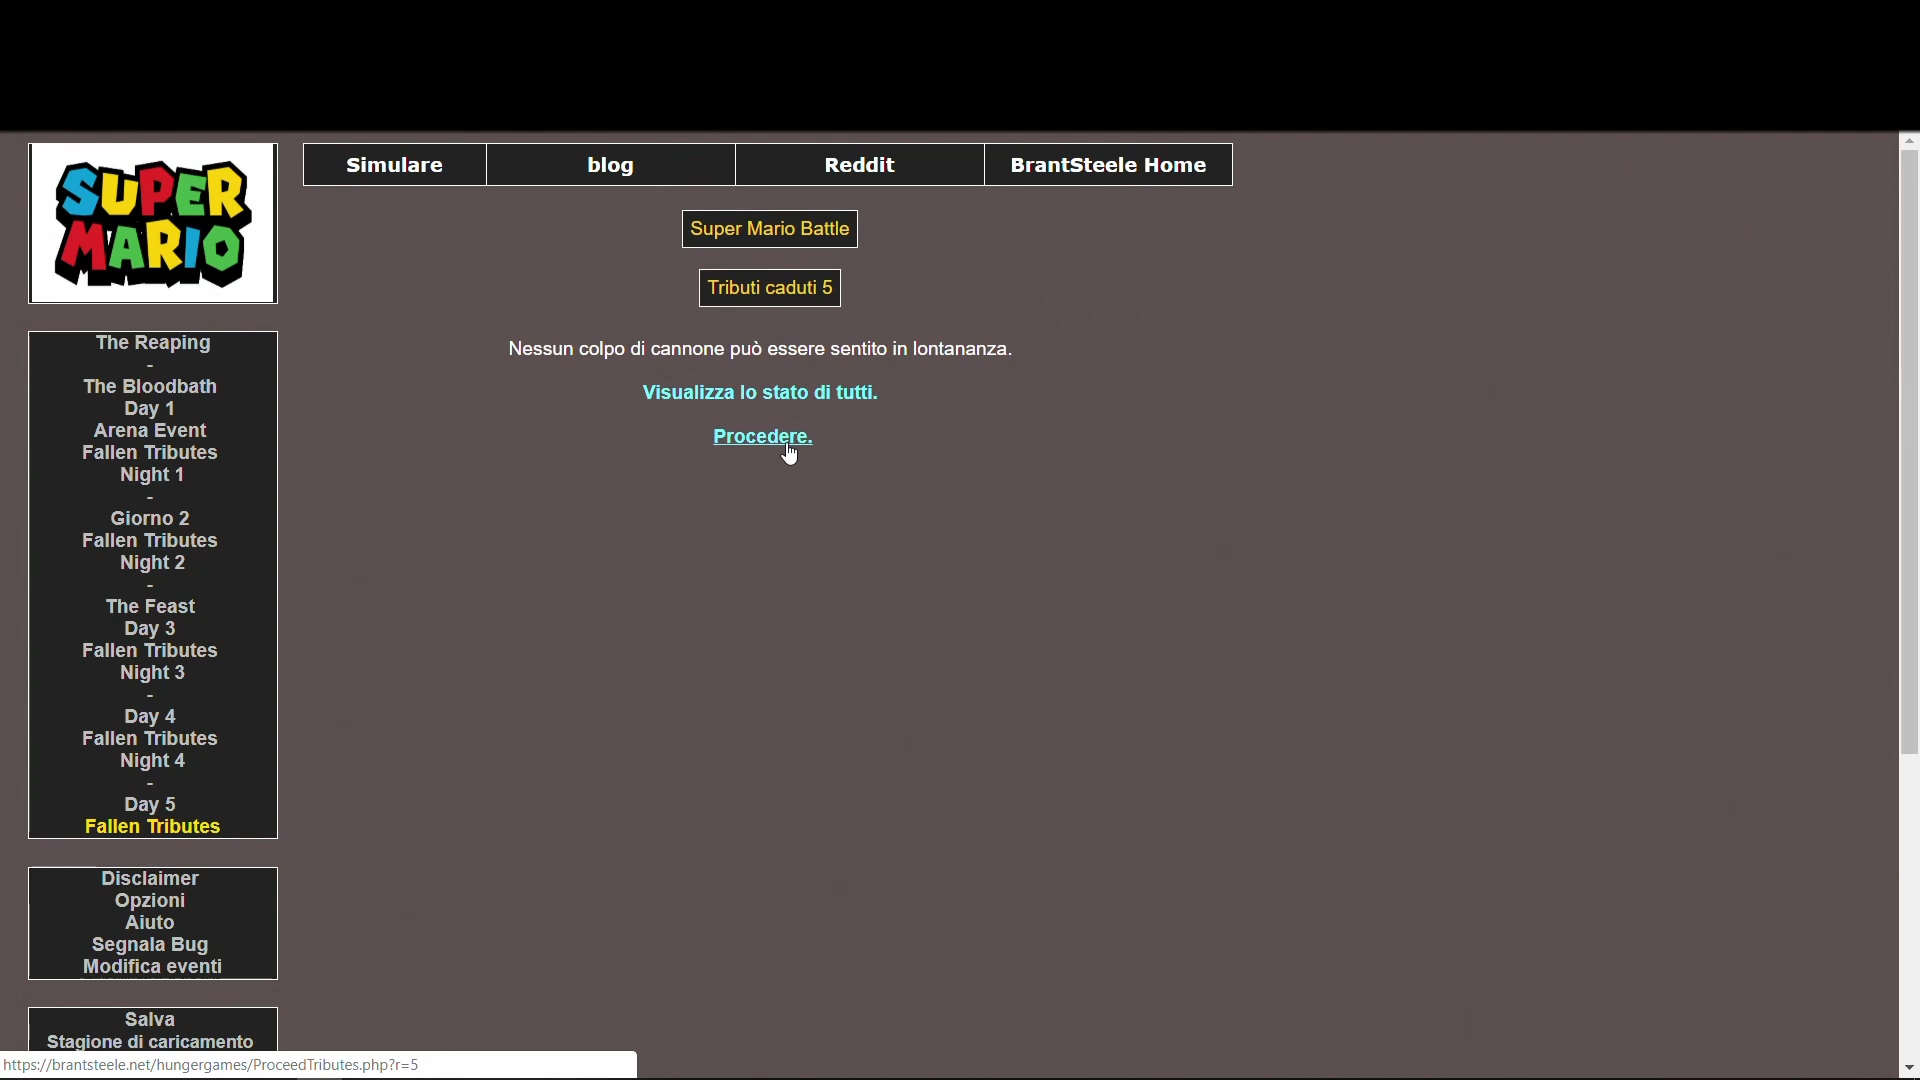 SUPER
MARIO
Simulare
blog
Reddit
BrantSteele Home
Super Mario Battle
Tributi caduti 5
Nessun colpo di cannone può essere sentito in lontananza.
Visualizza lo stato di tutti.
Procedere.
The Reaping
-
The Bloodbath
Day 1
Arena Event
Fallen Tributes
Night 1
-
Giorno 2
Fallen Tributes
Night 2
-
The Feast
Day 3
Fallen Tributes
Night 3
-
Day 4
Fallen Tributes
Night 4
-
Day 5
Fallen Tributes
Disclaimer
Opzioni
Aiuto
Segnala Bug
Modifica eventi
Salva
Stagione di caricamento
https://brantsteele.net/hungergames/ProceedTributes.php?r=5